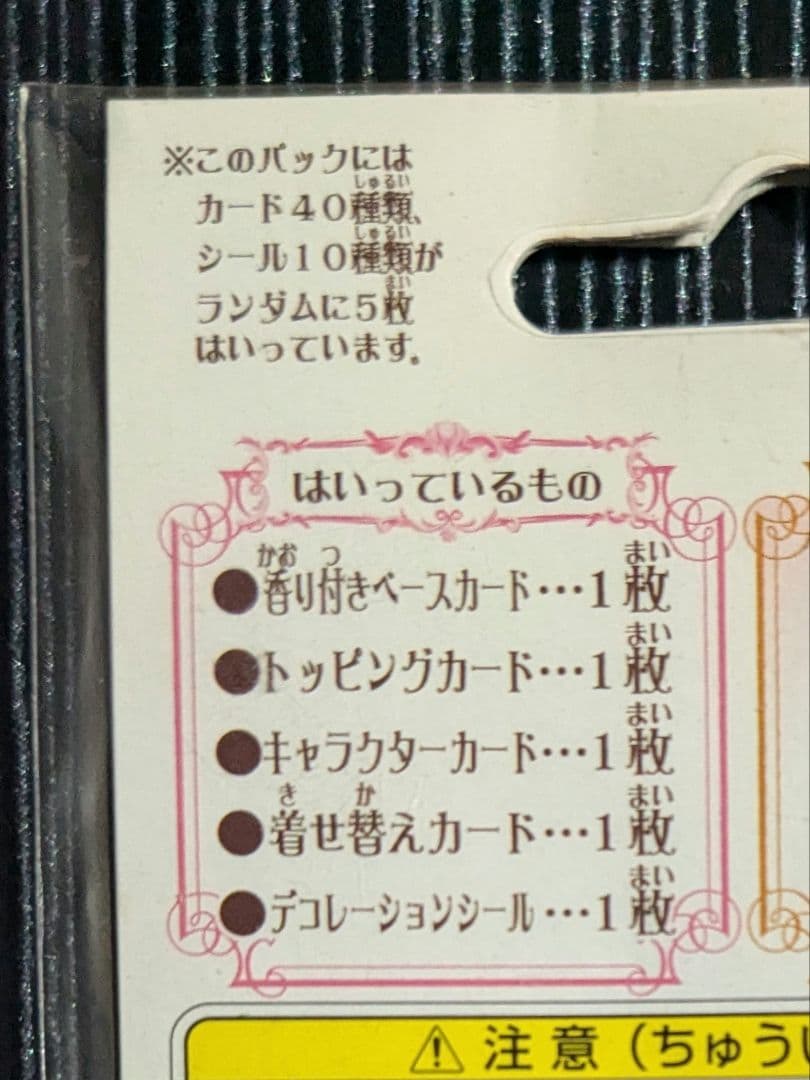 ※このパックには
カード40種類、
シール10種類が
ランダムに5枚
はいっています。
はいっているもの
●香り付きベースカード…1枚
●トッピングカード…1枚
●キャラクターカード…1枚
●着せ替えカード…1枚
●デコレーションシール…1枚
⚠注意(ちゅうい